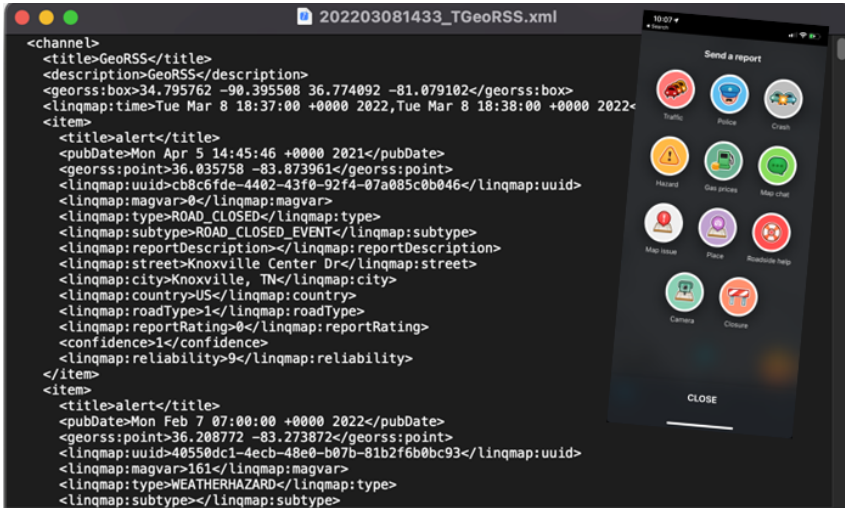 202203081433_TGeoRSS.xml
<channel>
<title>GeoRSS</title>
<description>GeoRSS</description>
<georss:box>34.795762 -90.395508 36.774092 -81.079102</georss:box>
<linqmap:time>Tue Mar 8 18:37:00 +0000 2022,Tue Mar 8 18:38:00 +0000 2022<
<item>
<title>alert</title>
<pubDate>Mon Apr 5 14:45:46 +0000 2021</pubDate>
<georss:point>36.035758 -83.873961</georss:point>
<linqmap:uuid>cb8c6fde-4402-43f0-92f4-07a085c0b046</linqmap:uuid>
<linqmap:magvar>0</linqmap:magvar>
<linqmap:type>ROAD_CLOSED</linqmap:type>
<linqmap:subtype>ROAD_CLOSED_EVENT</linqmap:subtype>
<linqmap:reportDescription></linqmap:reportDescription>
<linqmap:street>Knoxville Center Dr</linqmap:street>
<linqmap:city>Knoxville, TN</linqmap:city>
<linqmap:country>US</linqmap:country>
<linqmap:roadType>1</linqmap:roadType>
<linqmap:reportRating>0</linqmap:reportRating>
<confidence>1</confidence>
<linqmap:reliability>9</linqmap:reliability>
</item>
<item>
<title>alert</title>
<pubDate>Mon Feb 7 07:00:00 +0000 2022</pubDate>
<georss:point>36.208772 -83.273872</georss:point>
<linqmap:uuid>40550dc1-4ecb-48e0-b07b-81b2f6b0bc93</linqmap:uuid>
<linqmap:magvar>161</linqmap:magvar>
<linqmap:type>WEATHERHAZARD</linqmap:type>
<linqmap:subtype></linqmap:subtype>
10:07
Search
Send a report
Traffic Police Crash
Hazard Gas prices Map chat
Map issue Place Roadside help
Camera Closure
CLOSE